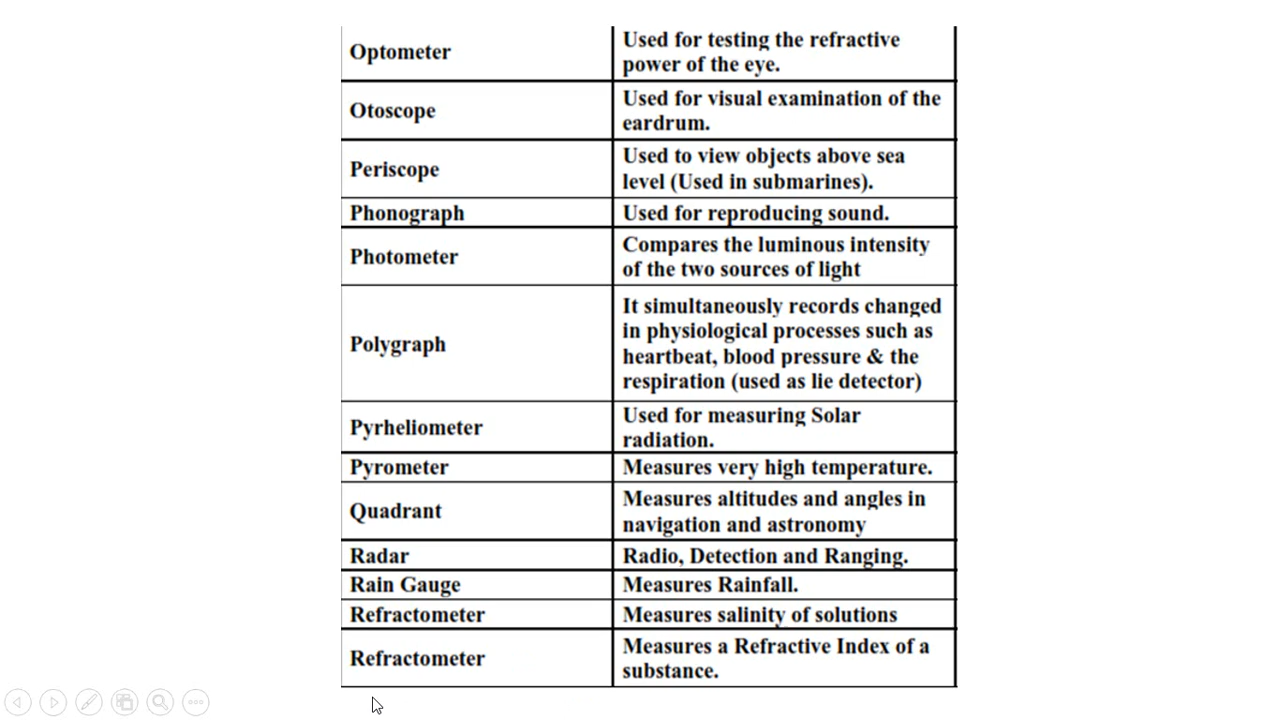 Optometer
Used for testing the refractive
power of the eye.
Otoscope
Used for visual examination of the
eardrum.
Periscope
Used to view objects above sea
level (Used in submarines).
Phonograph
Used for reproducing sound.
Photometer
Compares the luminous intensity
of the two sources of light
Polygraph
It simultaneously records changed
in physiological processes such as
heartbeat, blood pressure & the
respiration (used as lie detector)
Pyrheliometer
Used for measuring Solar
radiation.
Pyrometer
Measures very high temperature.
Quadrant
Measures altitudes and angles in
navigation and astronomy
Radar
Radio, Detection and Ranging.
Rain Gauge
Measures Rainfall.
Refractometer
Measures salinity of solutions
Refractometer
Measures a Refractive Index of a
substance.